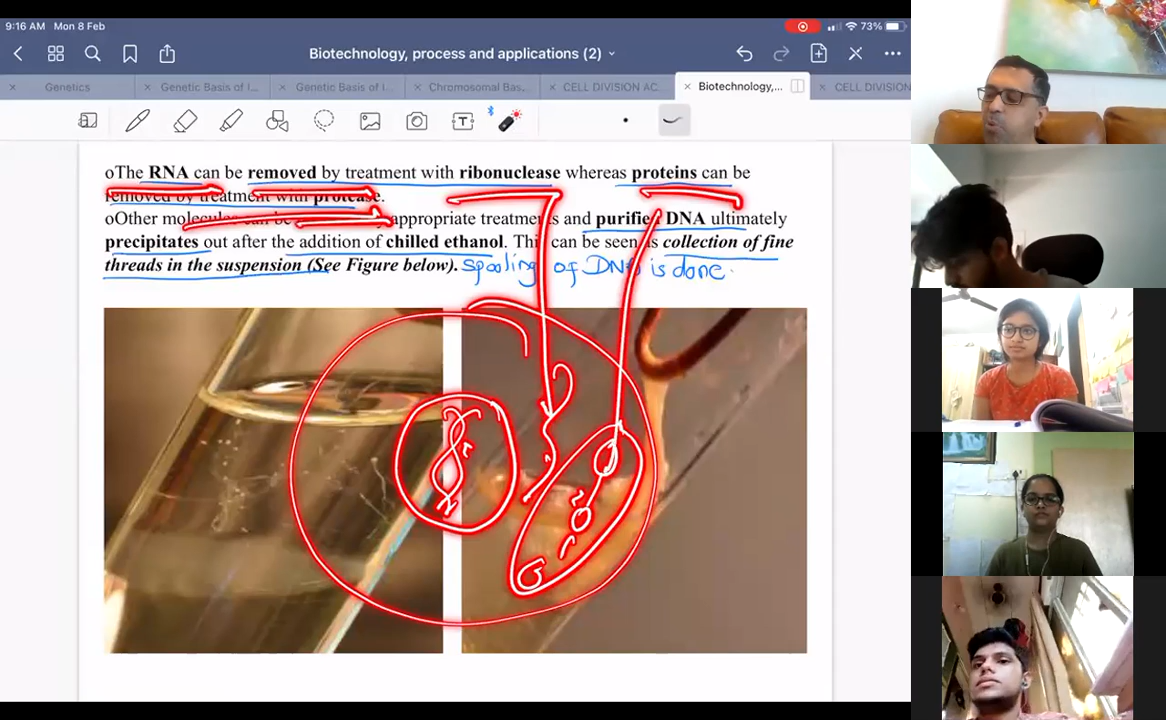 9:16 AM Mon 8 Feb
73%
Biotechnology, process and applications (2)
Genetics
Genetic Basis of I...
Genetic Basis of I...
Chromosomal Bas...
CELL DIVISION AC...
Biotechnology,...
CELL DIVISION
T
oThe RNA can be removed by treatment with ribonuclease whereas proteins can be
removed by treatment with protease.
oOther molecules can be appropriate treatments and purified DNA ultimately
precipitates out after the addition of chilled ethanol. This can be seen as collection of fine
threads in the suspension (See Figure below). spooling of DNA is done.